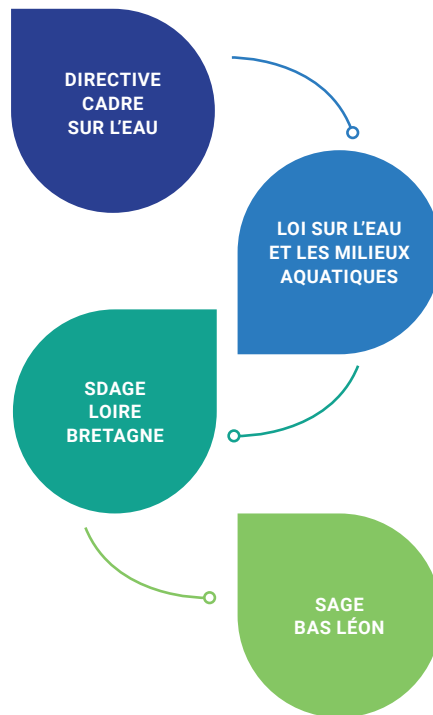 DIRECTIVE
CADRE
SUR L’EAU
LOI SUR L’EAU
ET LES MILIEUX
AQUATIQUES
SDAGE
LOIRE
BRETAGNE
SAGE
BAS LÉON